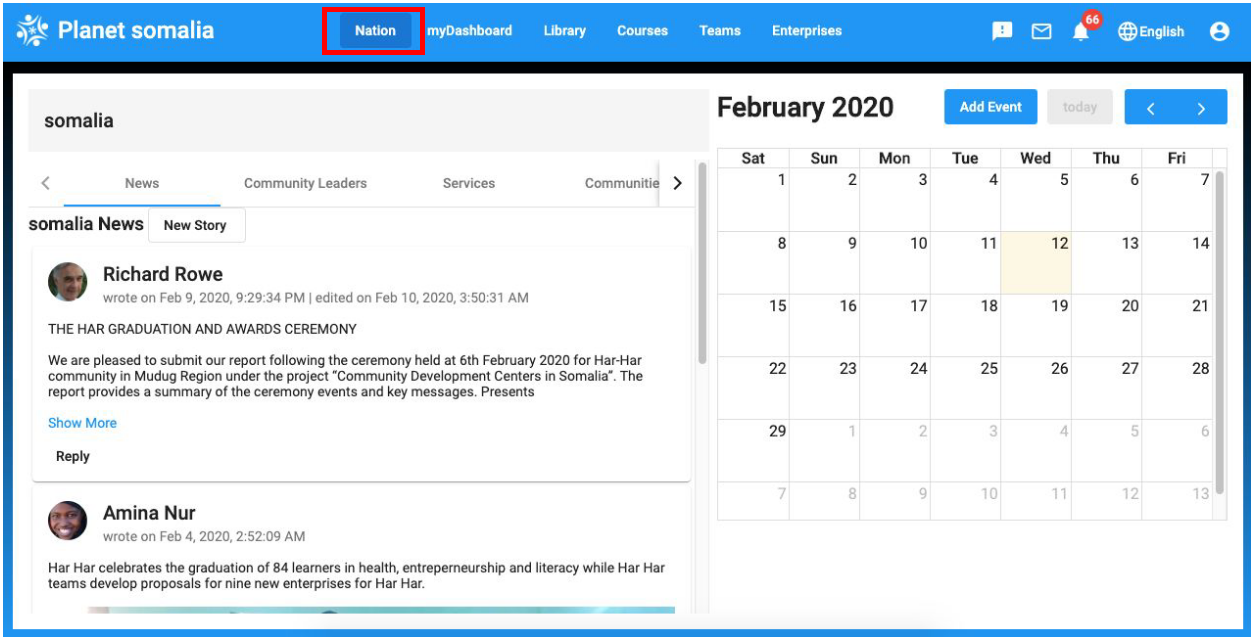 Planet somalia
Nation
myDashboard
Library
Courses
Teams
Enterprises
66
English
somalia
News
Community Leaders
Services
Communitie
somalia News
New Story
Richard Rowe
wrote on Feb 9, 2020, 9:29:34 PM | edited on Feb 10, 2020, 3:50:31 AM
THE HAR GRADUATION AND AWARDS CEREMONY
We are pleased to submit our report following the ceremony held at 6th February 2020 for Har-Har
community in Mudug Region under the project “Community Development Centers in Somalia”. The
report provides a summary of the ceremony events and key messages. Presents
Show More
Reply
Amina Nur
wrote on Feb 4, 2020, 2:52:09 AM
Har Har celebrates the graduation of 84 learners in health, entreperneurship and literacy while Har Har
teams develop proposals for nine new enterprises for Har Har.
February 2020
Add Event
today
Sat Sun Mon Tue Wed Thu Fri
1 2 3 4 5 6 7
8 9 10 11 12 13 14
15 16 17 18 19 20 21
22 23 24 25 26 27 28
29 1 2 3 4 5 6
7 8 9 10 11 12 13